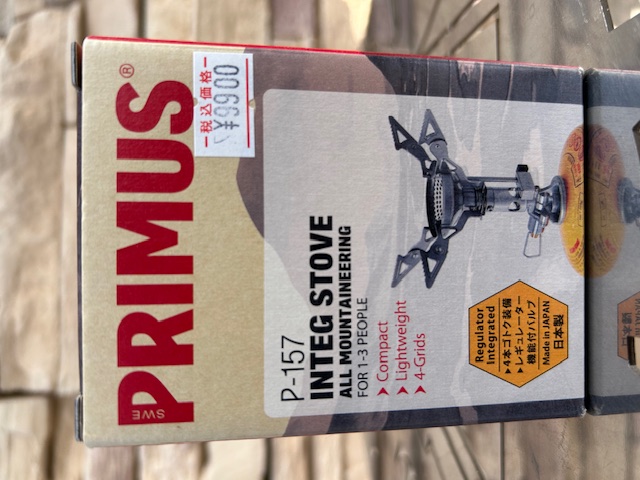 PRIMUS®
SWE
税込価格
¥9900
P-157
INTEG STOVE
ALL MOUNTAINEERING
FOR 1-3 PEOPLE
Compact
Lightweight
4-Grids
Regulator
Integrated
▶4本ゴトク装備
▶レギュレーター
機能付バルブ
Made in JAPAN
日本製